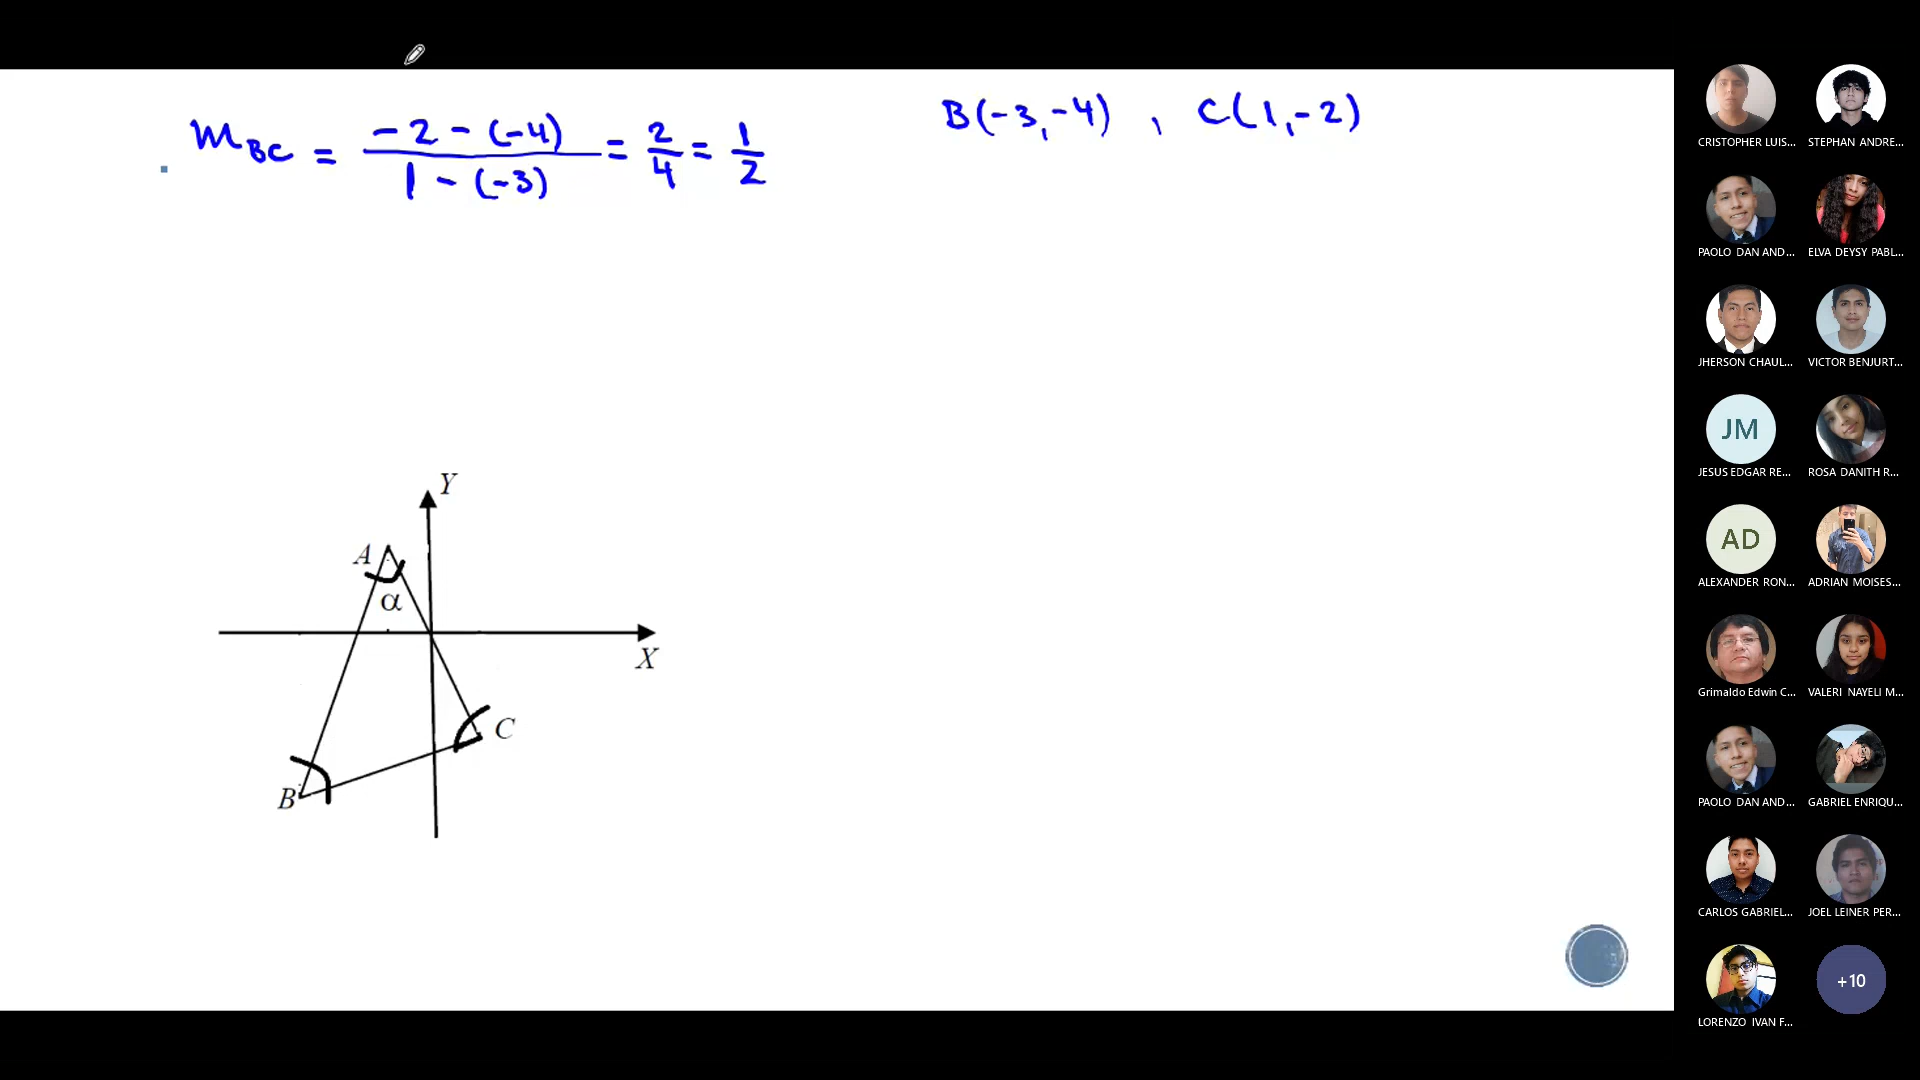 B(-3,-4) , C(1,-2)
m_BC = (-2-(-4))/(1-(-3)) = 2/4 = 1/2
Y
A
α
X
C
B
CRISTOPHER LUIS...
STEPHAN ANDRE...
PAOLO DAN AND...
ELVA DEYSY PABL...
JHERSON CHAUL...
VICTOR BENJURT...
JM
JESUS EDGAR RE...
ROSA DANITH R...
AD
ALEXANDER RON...
ADRIAN MOISES...
Grimaldo Edwin C...
VALERI NAYELI M...
PAOLO DAN AND...
GABRIEL ENRIQU...
CARLOS GABRIEL...
JOEL LEINER PER...
LORENZO IVAN F...
+10